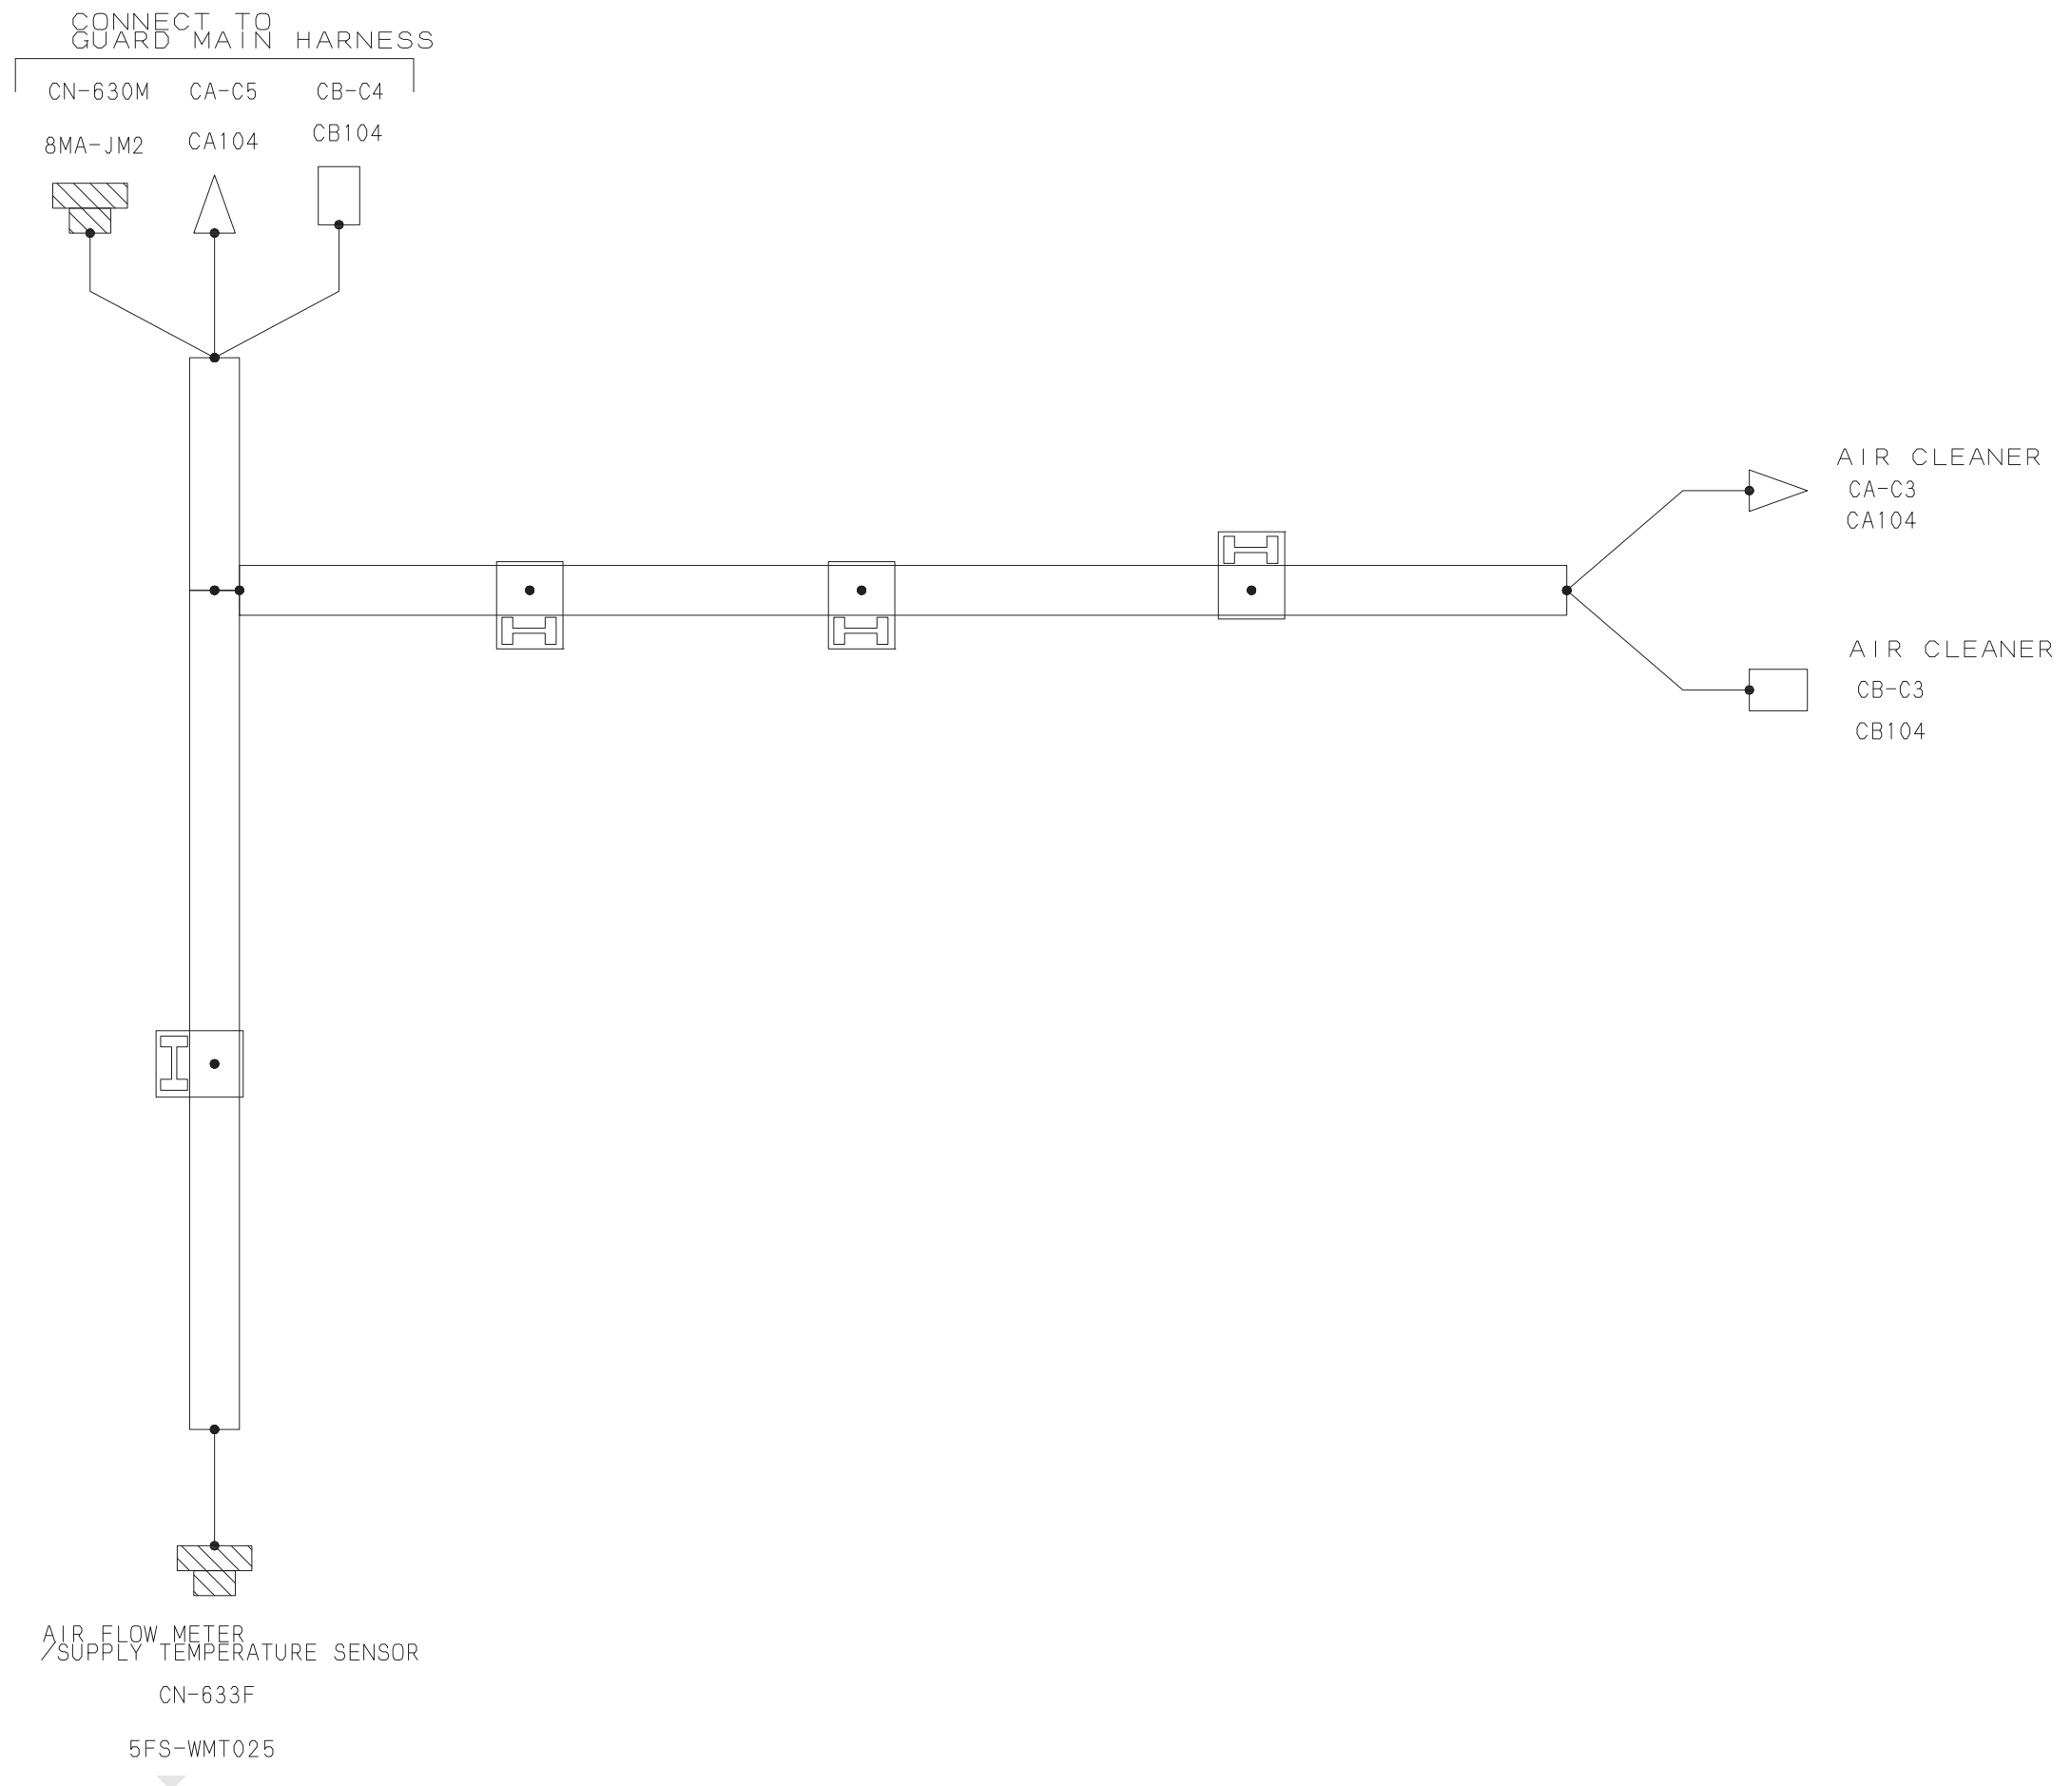 CONNECT TO
GUARD MAIN HARNESS
CN-630M CA-C5 CB-C4
8MA-JM2 CA104 CB104
AIR CLEANER
CA-C3
CA104
AIR CLEANER
CB-C3
CB104
AIR FLOW METER
/SUPPLY TEMPERATURE SENSOR
CN-633F
5FS-WMT025